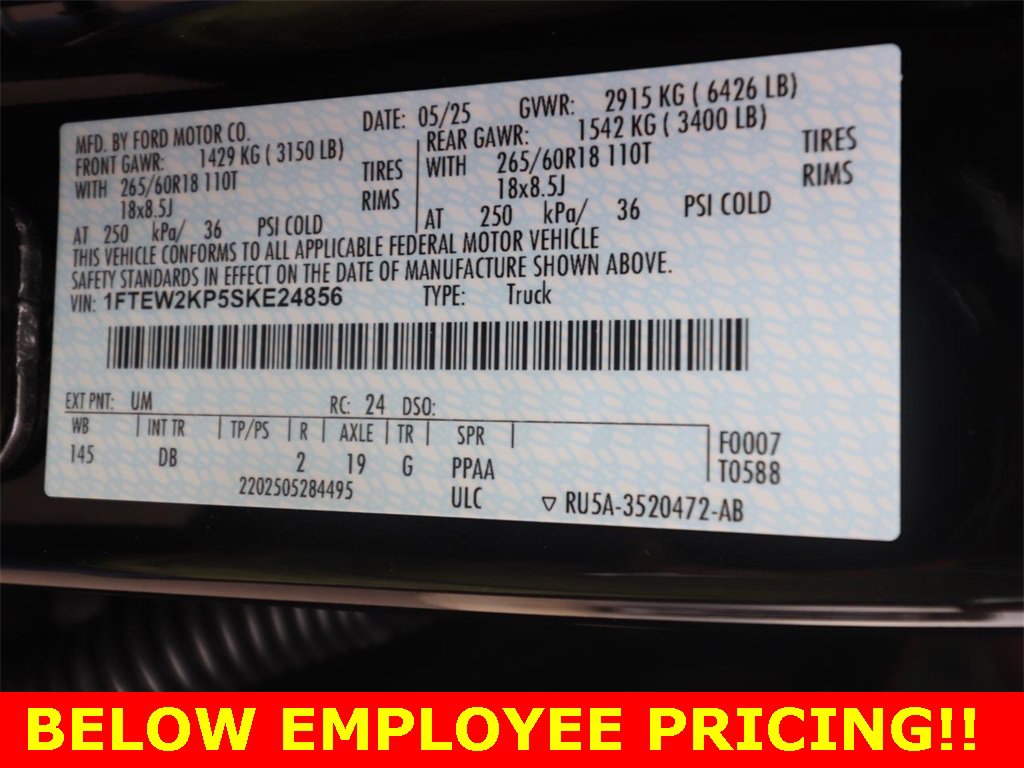 MFD. BY FORD MOTOR CO.
DATE: 05/25 GVWR: 2915 KG ( 6426 LB)
FRONT GAWR: 1429 KG ( 3150 LB)
WITH 265/60R18 110T TIRES
18x8.5J RIMS
AT 250 kPa/ 36 PSI COLD
REAR GAWR: 1542 KG ( 3400 LB)
WITH 265/60R18 110T TIRES
18x8.5J RIMS
AT 250 kPa/ 36 PSI COLD
THIS VEHICLE CONFORMS TO ALL APPLICABLE FEDERAL MOTOR VEHICLE
SAFETY STANDARDS IN EFFECT ON THE DATE OF MANUFACTURE SHOWN ABOVE.
VIN: 1FTEW2KP5SKE24856 TYPE: Truck
EXT PNT: UM RC: 24 DSO:
WB INT TR TP/PS R AXLE TR SPR
145 DB 2 19 G PPAA
ULC
F0007
T0588
2202505284495
▽ RU5A-3520472-AB
BELOW EMPLOYEE PRICING!!